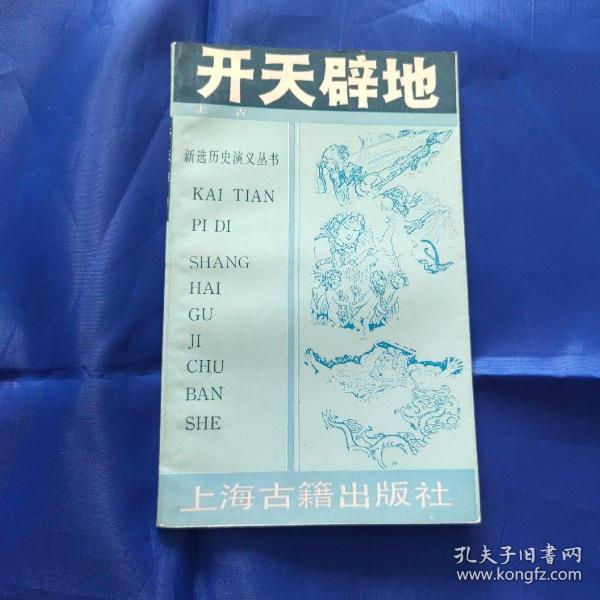 开天辟地
上古
新选历史演义丛书
KAI TIAN
PI DI
SHANG
HAI
GU
JI
CHU
BAN
SHE
上海古籍出版社
孔夫子旧书网
www.kongfz.com